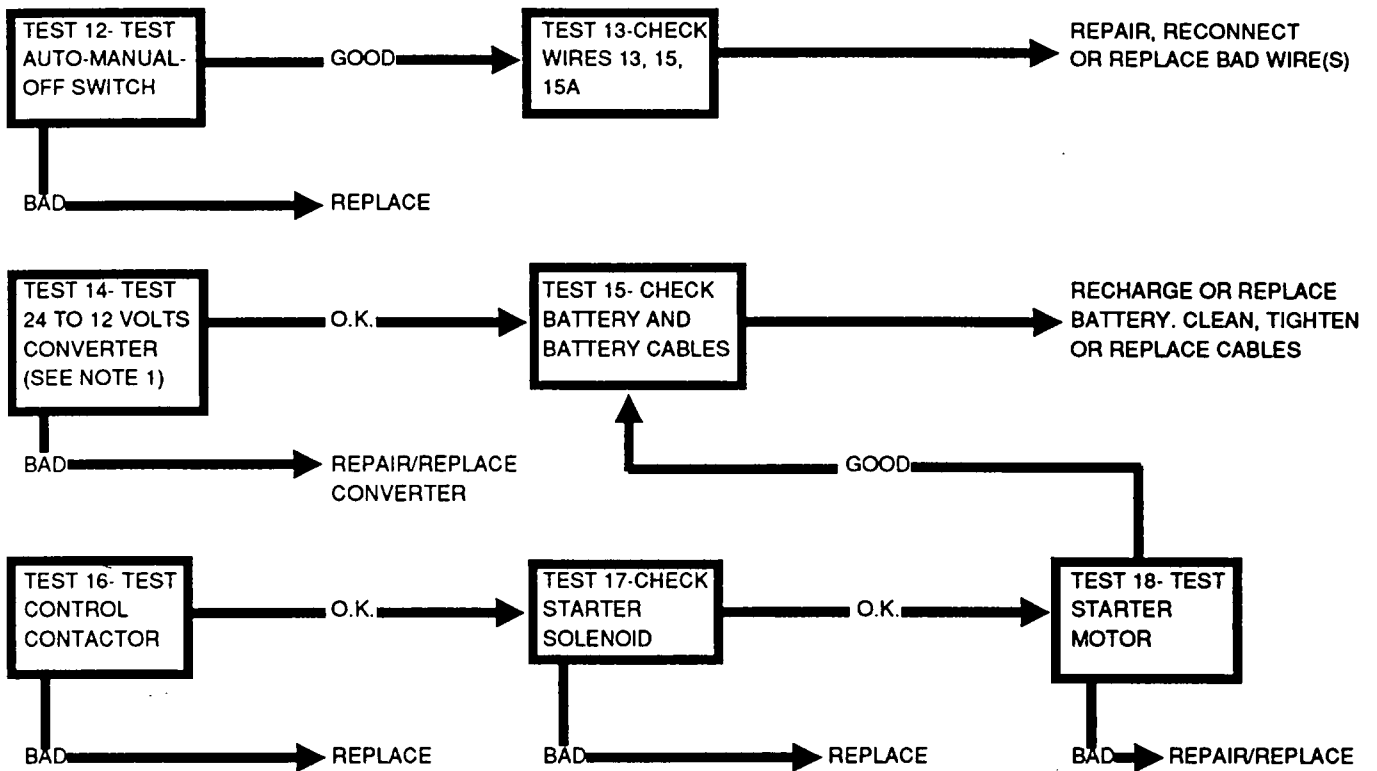 TEST 12- TEST
AUTO-MANUAL-
OFF SWITCH
GOOD
TEST 13-CHECK
WIRES 13, 15,
15A
REPAIR, RECONNECT
OR REPLACE BAD WIRE(S)
BAD
REPLACE
TEST 14- TEST
24 TO 12 VOLTS
CONVERTER
(SEE NOTE 1)
O.K.
TEST 15- CHECK
BATTERY AND
BATTERY CABLES
RECHARGE OR REPLACE
BATTERY. CLEAN, TIGHTEN
OR REPLACE CABLES
BAD
REPAIR/REPLACE
CONVERTER
GOOD
TEST 16- TEST
CONTROL
CONTACTOR
O.K.
TEST 17-CHECK
STARTER
SOLENOID
O.K.
TEST 18- TEST
STARTER
MOTOR
BAD
REPLACE
BAD
REPLACE
BAD
REPAIR/REPLACE